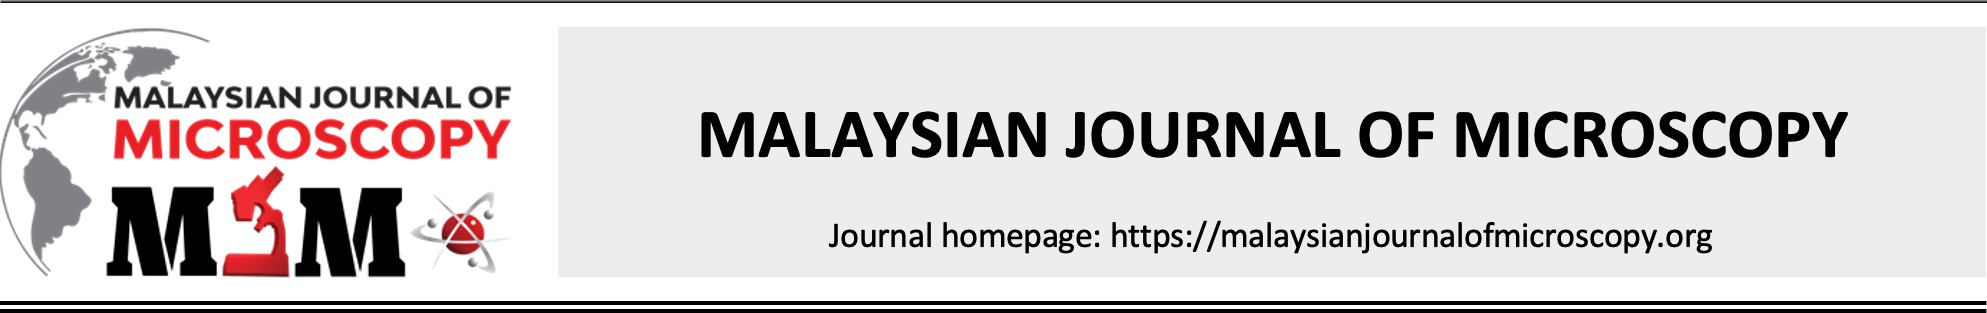 MALAYSIAN JOURNAL OF
MICROSCOPY
MJM
MALAYSIAN JOURNAL OF MICROSCOPY
Journal homepage: https://malaysianjournalofmicroscopy.org